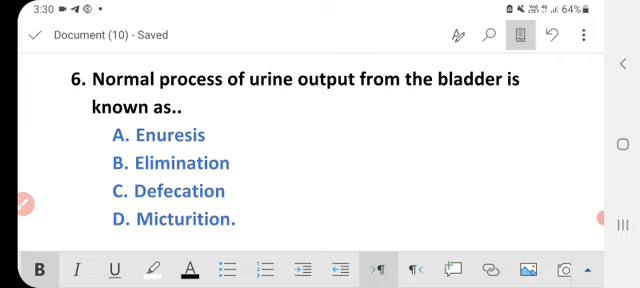 3:30 64%
Document (10) - Saved
6. Normal process of urine output from the bladder is
known as..
A. Enuresis
B. Elimination
C. Defecation
D. Micturition.
B I U A